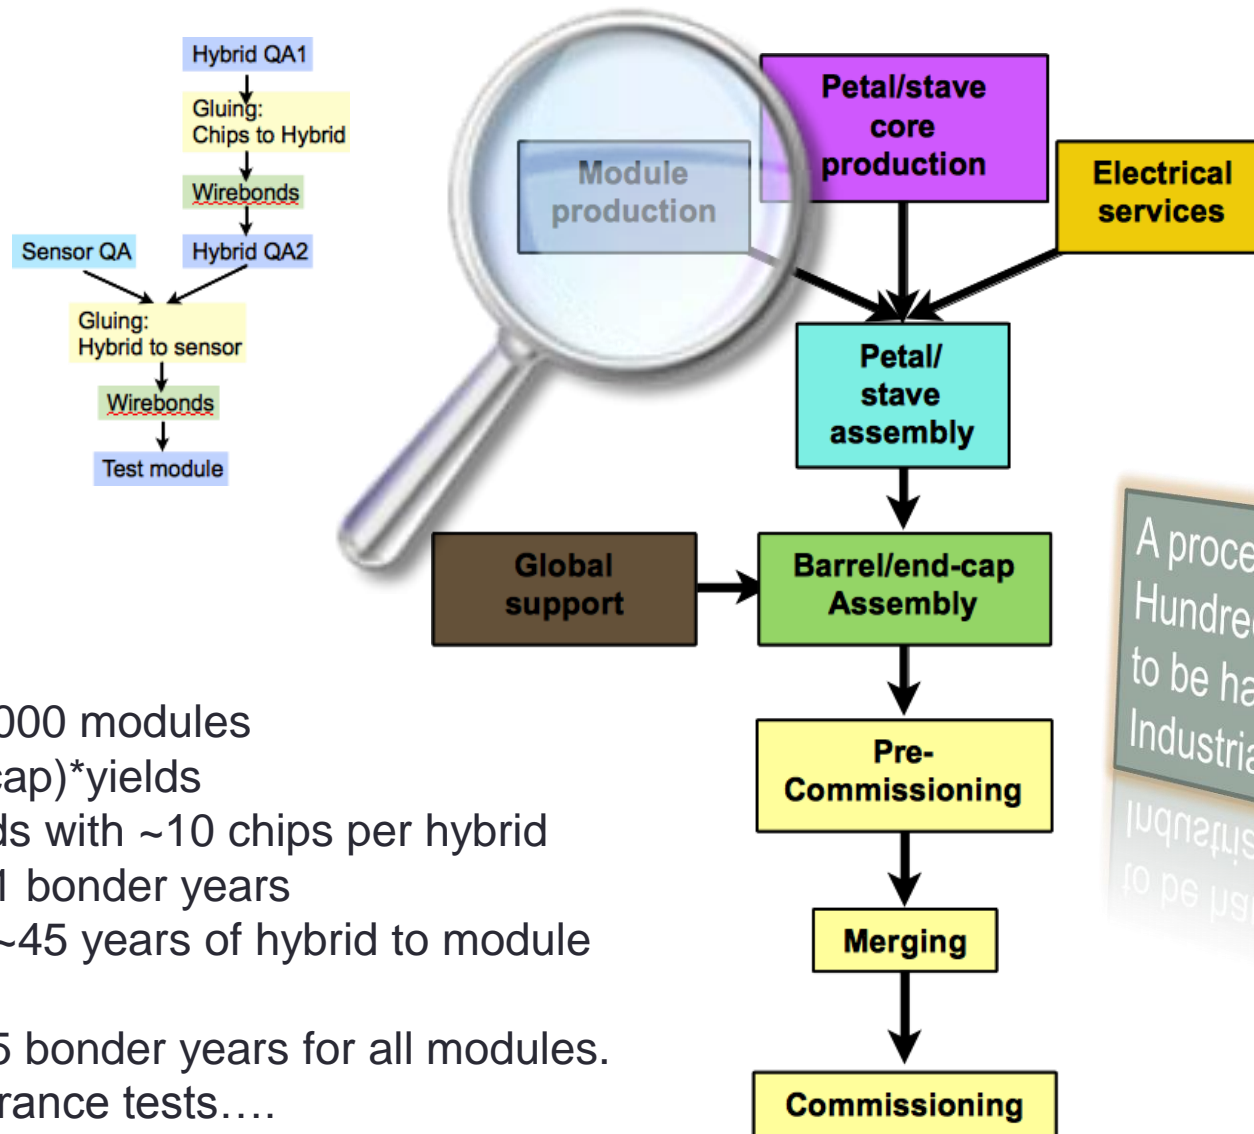 Hybrid QA1
Gluing:
Chips to Hybrid
Wirebonds
Sensor QA
Hybrid QA2
Gluing:
Hybrid to sensor
Wirebonds
Test module
Module
production
Petal/stave
core
production
Electrical
services
Petal/
stave
assembly
Global
support
Barrel/end-cap
Assembly
Pre-
Commissioning
Merging
Commissioning
A proce
Hundre
to be ha
Industria
000 modules
cap)*yields
ds with ~10 chips per hybrid
1 bonder years
~45 years of hybrid to module
5 bonder years for all modules.
rance tests….